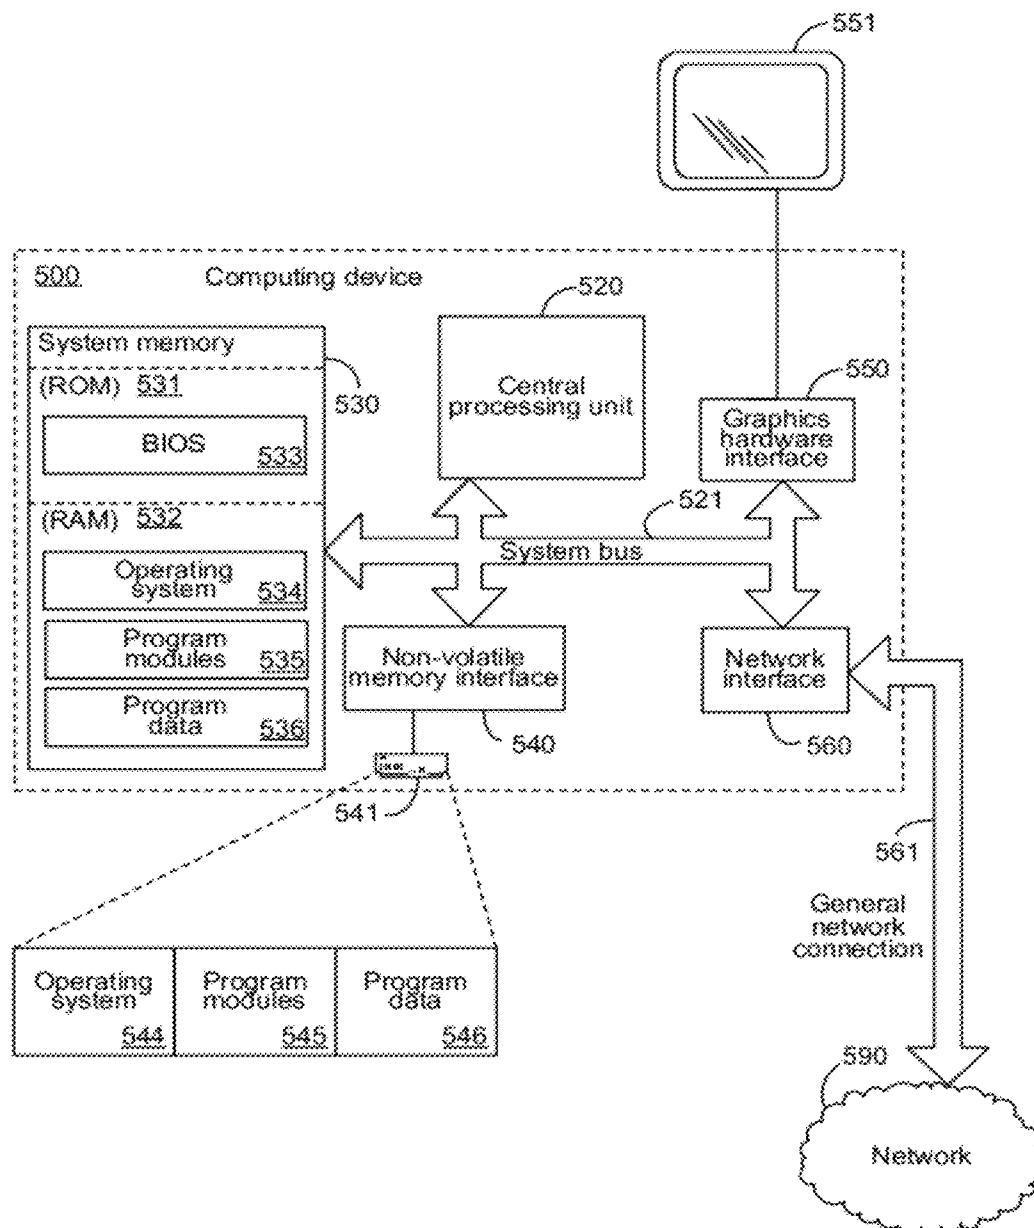 551
500 Computing device
520
System memory
530
(ROM) 531
BIOS 533
Central
processing unit
550
Graphics
hardware
interface
521
System bus
(RAM) 532
Operating
system 534
Program
modules 535
Program
data 536
Non-volatile
memory interface
540
541
Network
interface
560
561
General
network
connection
Operating
system
544
Program
modules
545
Program
data
546
590
Network